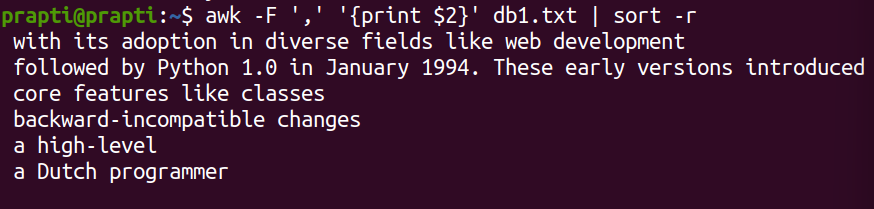 prapti@prapti:~$ awk -F ',' '{print $2}' db1.txt | sort -r
with its adoption in diverse fields like web development
followed by Python 1.0 in January 1994. These early versions introduced
core features like classes
backward-incompatible changes
a high-level
a Dutch programmer